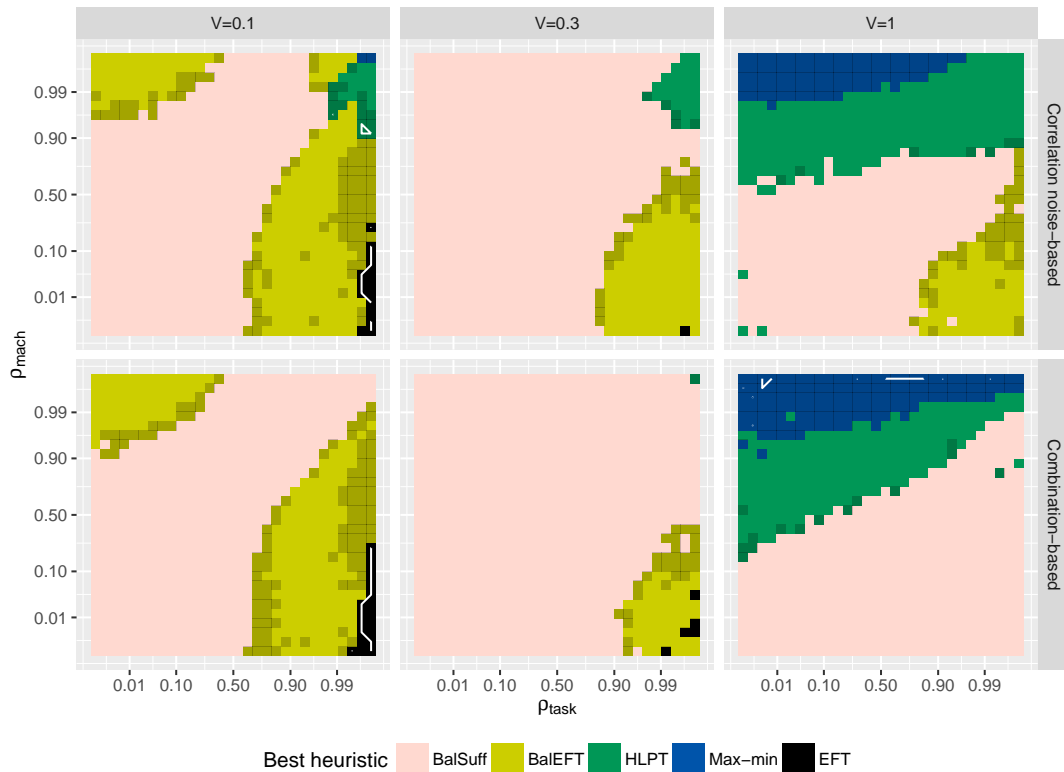 V=0.1 V=0.3 V=1
0.99
0.90
0.50
0.10
0.01
Correlation noise−based
ρmach
0.99
0.90
0.50
0.10
0.01
Combination−based
0.01 0.10 0.50 0.90 0.99 0.01 0.10 0.50 0.90 0.99 0.01 0.10 0.50 0.90 0.99
ρtask
Best heuristic BalSuff BalEFT HLPT Max−min EFT